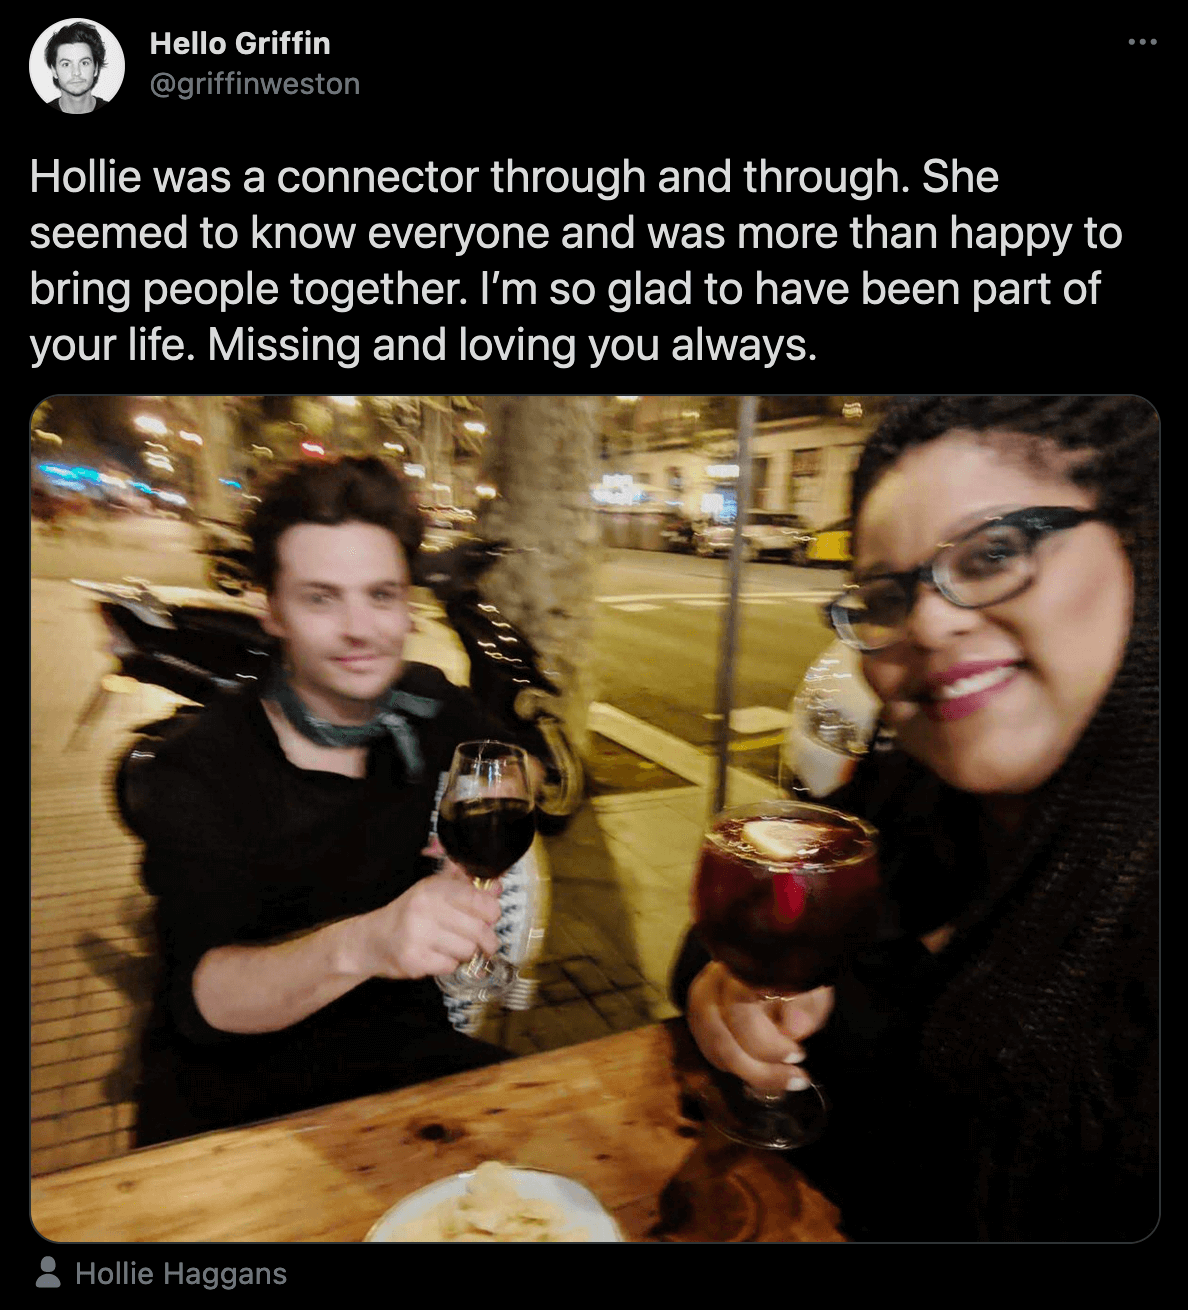 Hello Griffin
@griffinweston
Hollie was a connector through and through. She
seemed to know everyone and was more than happy to
bring people together. I’m so glad to have been part of
your life. Missing and loving you always.
Hollie Haggans